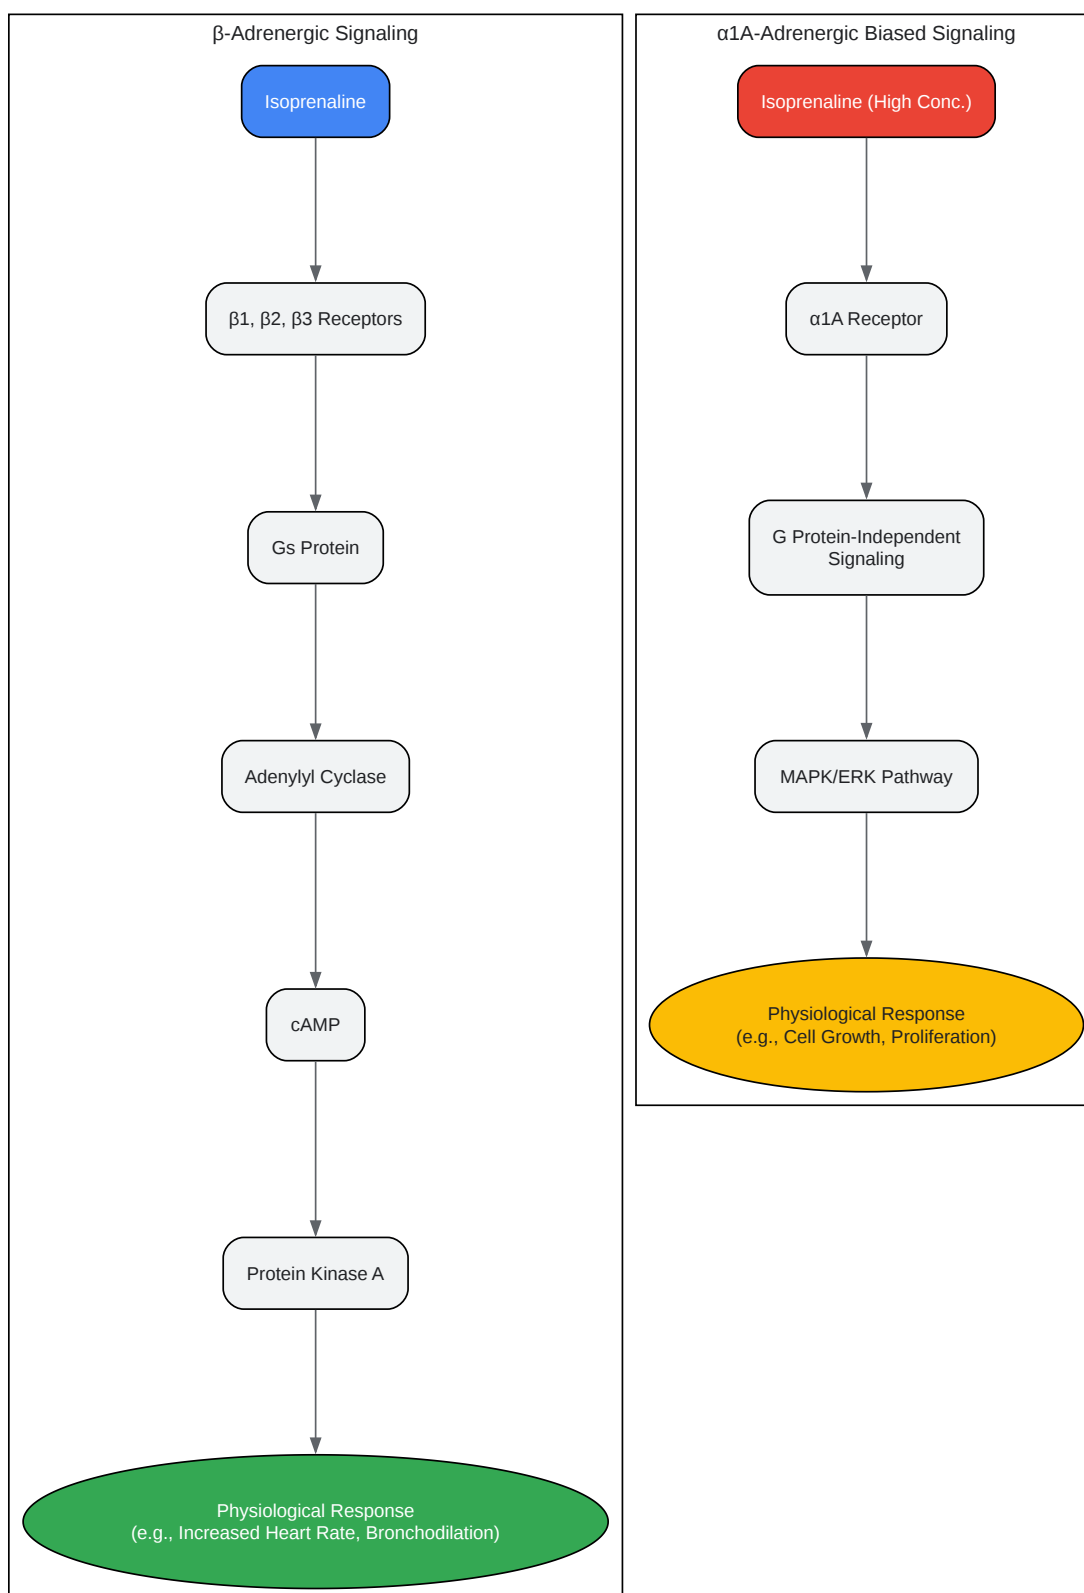 β-Adrenergic Signaling
Isoprenaline
β1, β2, β3 Receptors
Gs Protein
Adenylyl Cyclase
cAMP
Protein Kinase A
Physiological Response
(e.g., Increased Heart Rate, Bronchodilation)
α1A-Adrenergic Biased Signaling
Isoprenaline (High Conc.)
α1A Receptor
G Protein-Independent
Signaling
MAPK/ERK Pathway
Physiological Response
(e.g., Cell Growth, Proliferation)